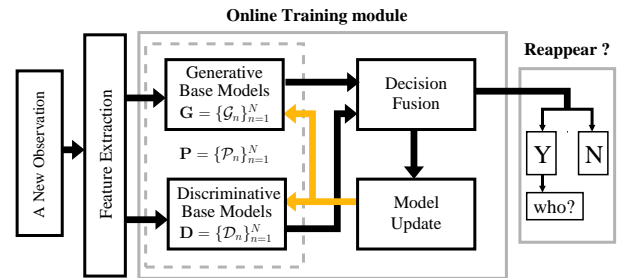 Online Training module
Reappear ?
A New Observation
Feature Extraction
Generative
Base Models
G = {𝒢ₙ}ᴺₙ₌₁
P = {𝒫ₙ}ᴺₙ₌₁
Discriminative
Base Models
D = {𝒟ₙ}ᴺₙ₌₁
Decision
Fusion
Model
Update
Y
N
who?